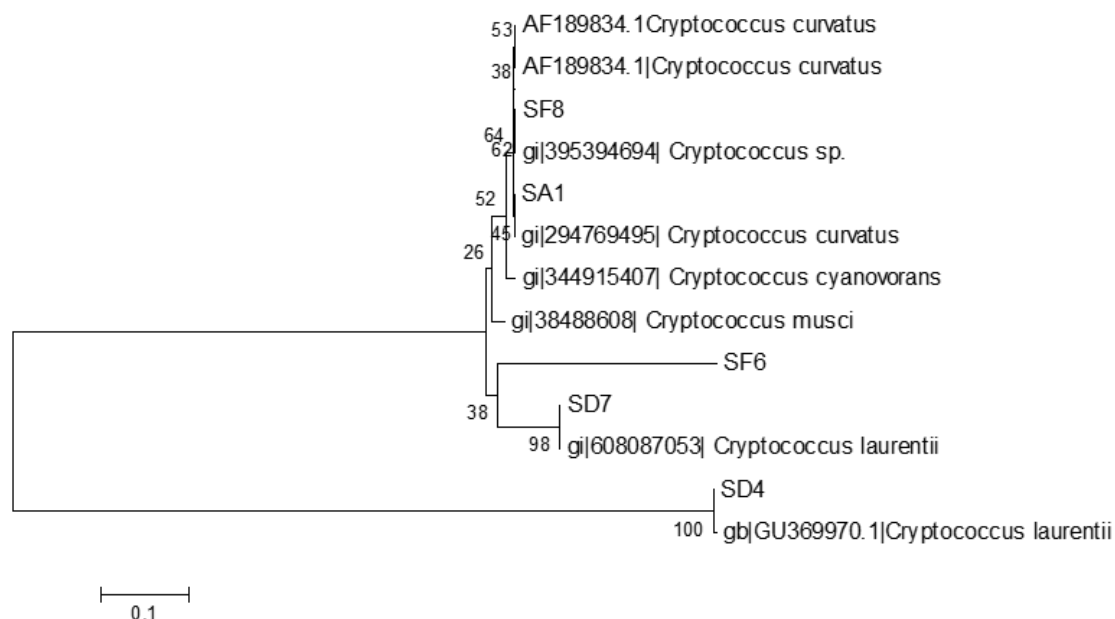 53 AF189834.1Cryptococcus curvatus
38 AF189834.1|Cryptococcus curvatus
SF8
64
62 gi|395394694| Cryptococcus sp.
SA1
52
45 gi|294769495| Cryptococcus curvatus
26
gi|344915407| Cryptococcus cyanovorans
gi|38488608| Cryptococcus musci
SF6
SD7
38
98 gi|608087053| Cryptococcus laurentii
SD4
100 gb|GU369970.1|Cryptococcus laurentii
0.1